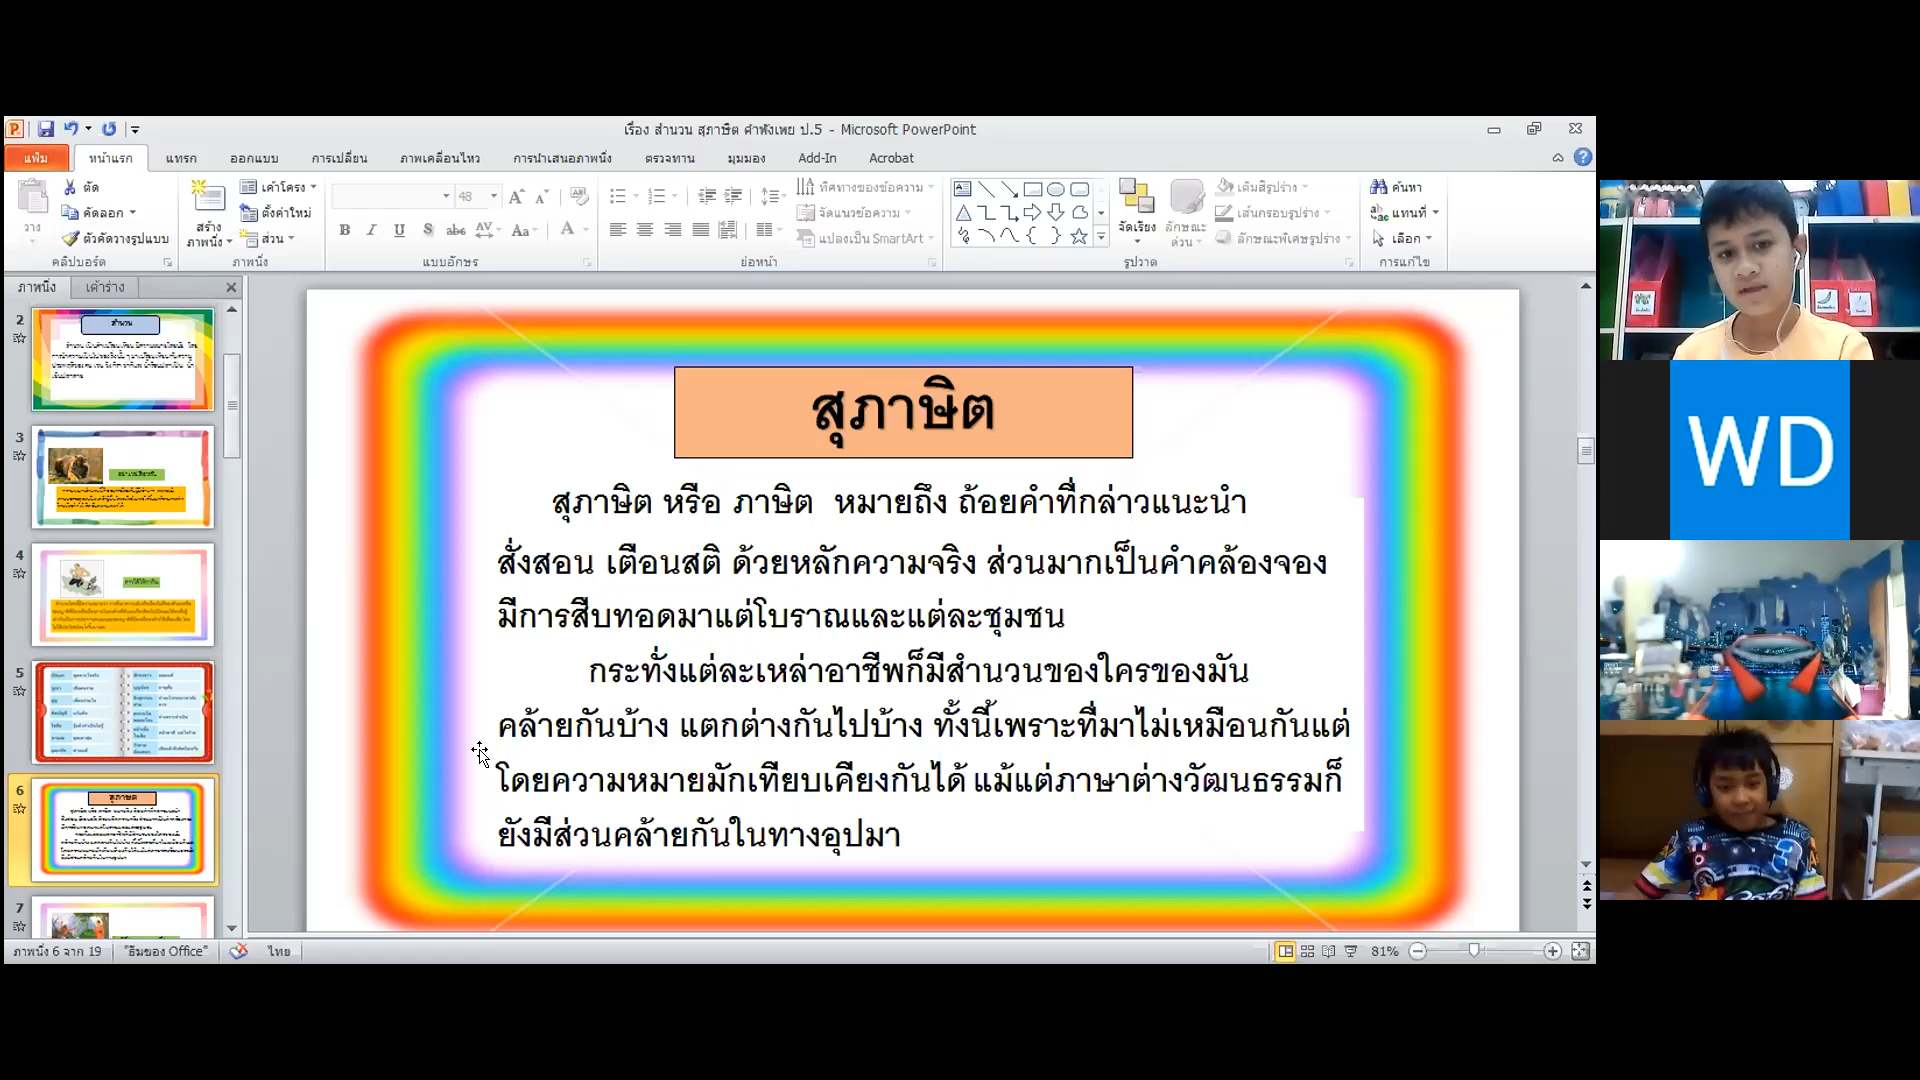 เรื่อง สำนวน สุภาษิต คำพังเพย ป.5 - Microsoft PowerPoint
แฟ้ม หน้าแรก แทรก ออกแบบ การเปลี่ยน ภาพเคลื่อนไหว การนำเสนอภาพนิ่ง ตรวจทาน มุมมอง Add-In Acrobat
วาง ตัด คัดลอก ตัวคัดวางรูปแบบ คลิปบอร์ด
สร้างภาพนิ่ง เค้าโครง ตั้งค่าใหม่ ส่วน ภาพนิ่ง
48
B I U S abc AV Aa A แบบอักษร
ทิศทางของข้อความ จัดแนวข้อความ แปลงเป็น SmartArt ย่อหน้า
จัดเรียง ลักษณะด่วน เติมสีรูปร่าง เส้นกรอบรูปร่าง ลักษณะพิเศษรูปร่าง รูปวาด
ค้นหา แทนที่ เลือก การแก้ไข
ภาพนิ่ง เค้าร่าง
2
สำนวน
3
4
5
6
สุภาษิต
7
สุภาษิต
สุภาษิต หรือ ภาษิต หมายถึง ถ้อยคำที่กล่าวแนะนำ
สั่งสอน เตือนสติ ด้วยหลักความจริง ส่วนมากเป็นคำคล้องจอง
มีการสืบทอดมาแต่โบราณและแต่ละชุมชน
กระทั่งแต่ละเหล่าอาชีพก็มีสำนวนของใครของมัน
คล้ายกันบ้าง แตกต่างกันไปบ้าง ทั้งนี้เพราะที่มาไม่เหมือนกันแต่
โดยความหมายมักเทียบเคียงกันได้ แม้แต่ภาษาต่างวัฒนธรรมก็
ยังมีส่วนคล้ายกันในทางอุปมา
WD
ภาพนิ่ง 6 จาก 19 "ธีมของ Office" ไทย 81%